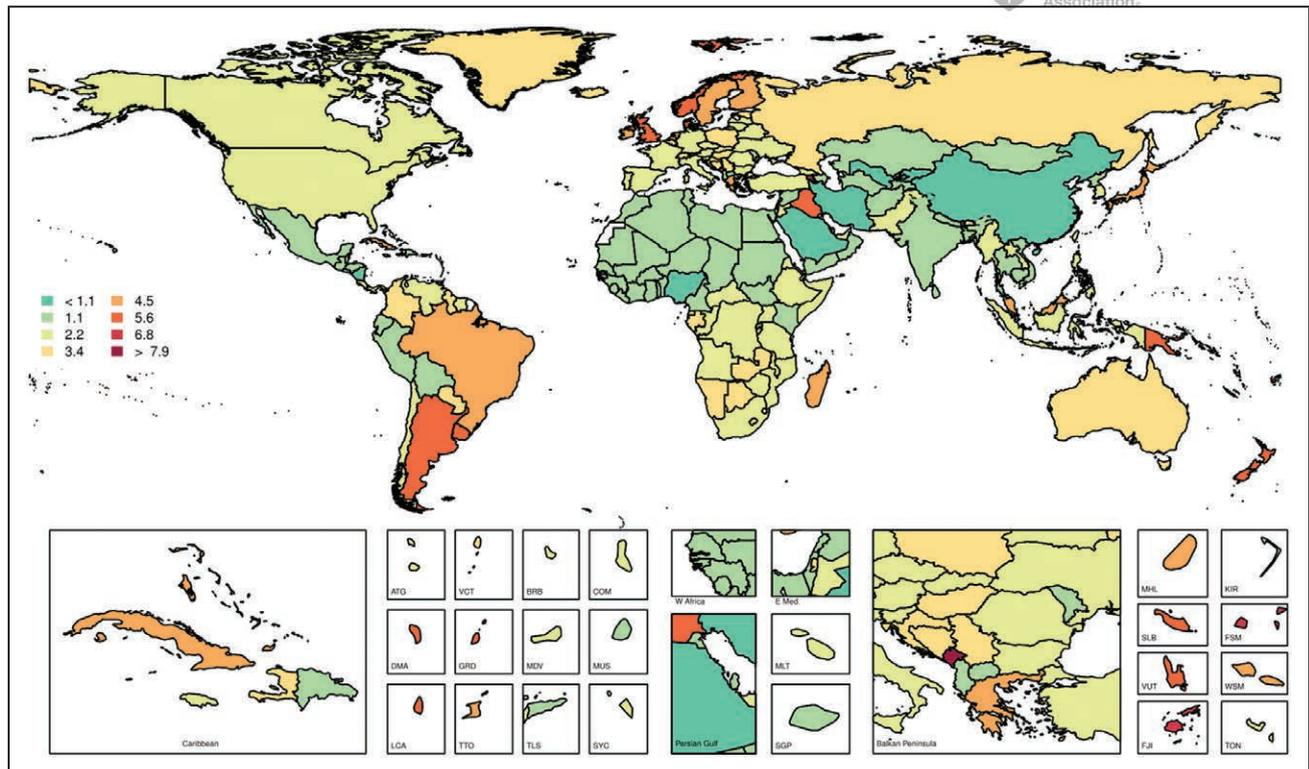 Association®
< 1.1 4.5
1.1 5.6
2.2 6.8
3.4 > 7.9
Caribbean
ATG VCT BRB COM
DMA GRD MDV MUS
LCA TTO TLS SYC
W Africa E Med.
Persian Gulf
MLT
SGP
Balkan Peninsula
MHL KIR
SLB FSM
VUT WSM
FJI TON